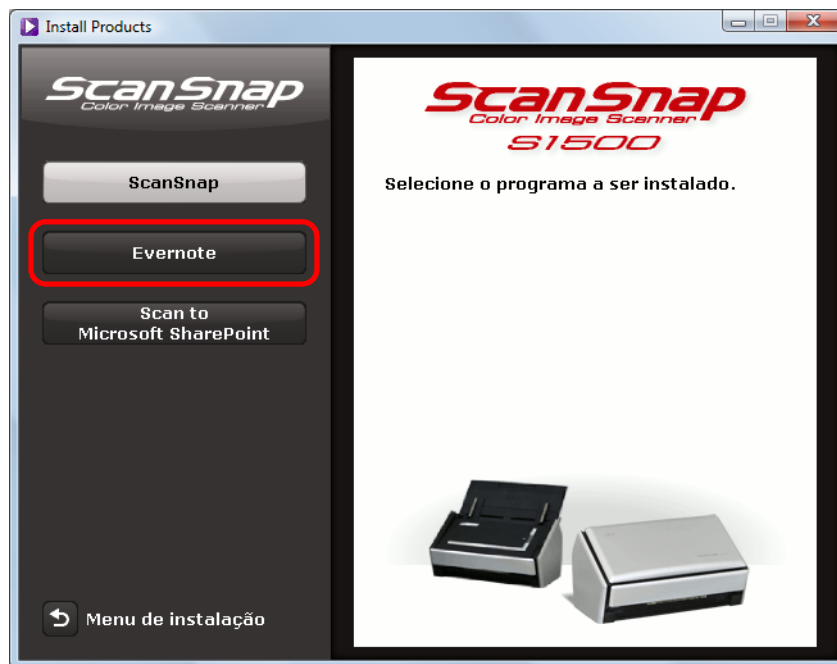 Install Products
ScanSnap
Color Image Scanner
ScanSnap
Evernote
Scan to
Microsoft SharePoint
Menu de instalação
ScanSnap
Color Image Scanner
S1500
Selecione o programa a ser instalado.